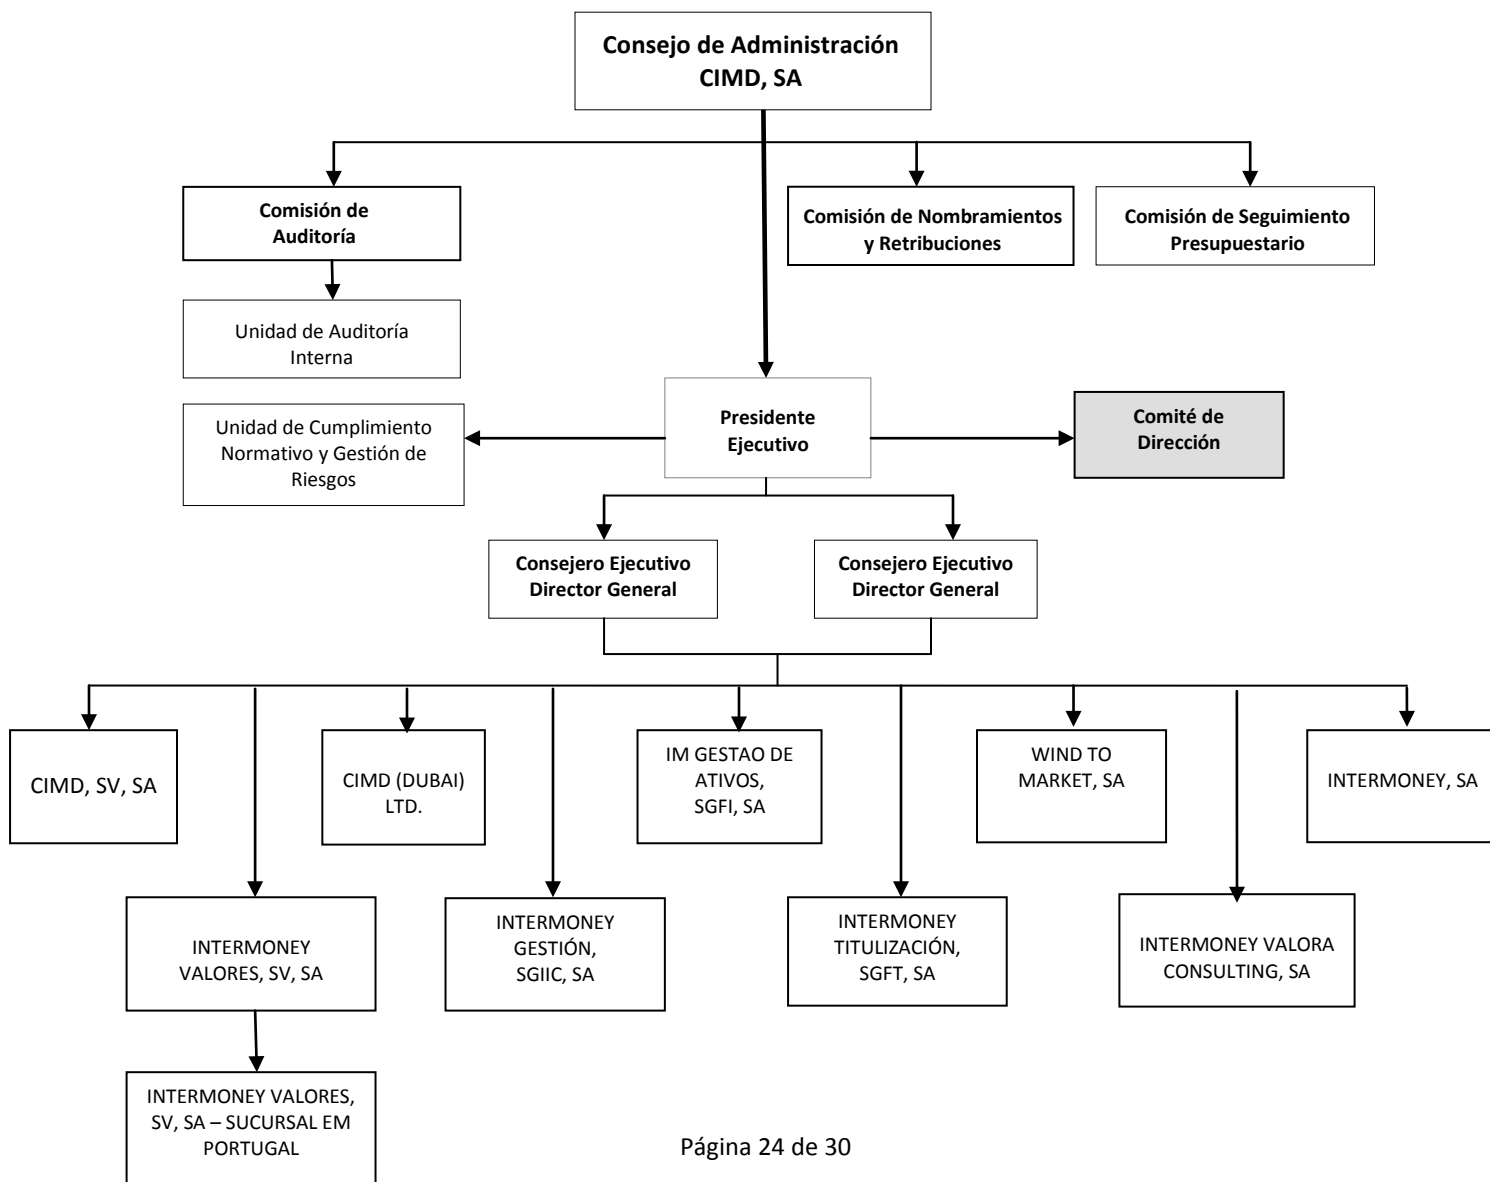 Consejo de Administración
CIMD, SA
Comisión de
Auditoría
Comisión de Nombramientos
y Retribuciones
Comisión de Seguimiento
Presupuestario
Unidad de Auditoría
Interna
Unidad de Cumplimiento
Normativo y Gestión de
Riesgos
Presidente
Ejecutivo
Comité de
Dirección
Consejero Ejecutivo
Director General
Consejero Ejecutivo
Director General
CIMD, SV, SA
CIMD (DUBAI)
LTD.
IM GESTAO DE
ATIVOS,
SGFI, SA
WIND TO
MARKET, SA
INTERMONEY, SA
INTERMONEY
VALORES, SV, SA
INTERMONEY
GESTIÓN,
SGIIC, SA
INTERMONEY
TITULIZACIÓN,
SGFT, SA
INTERMONEY VALORA
CONSULTING, SA
INTERMONEY VALORES,
SV, SA – SUCURSAL EM
PORTUGAL
Página 24 de 30